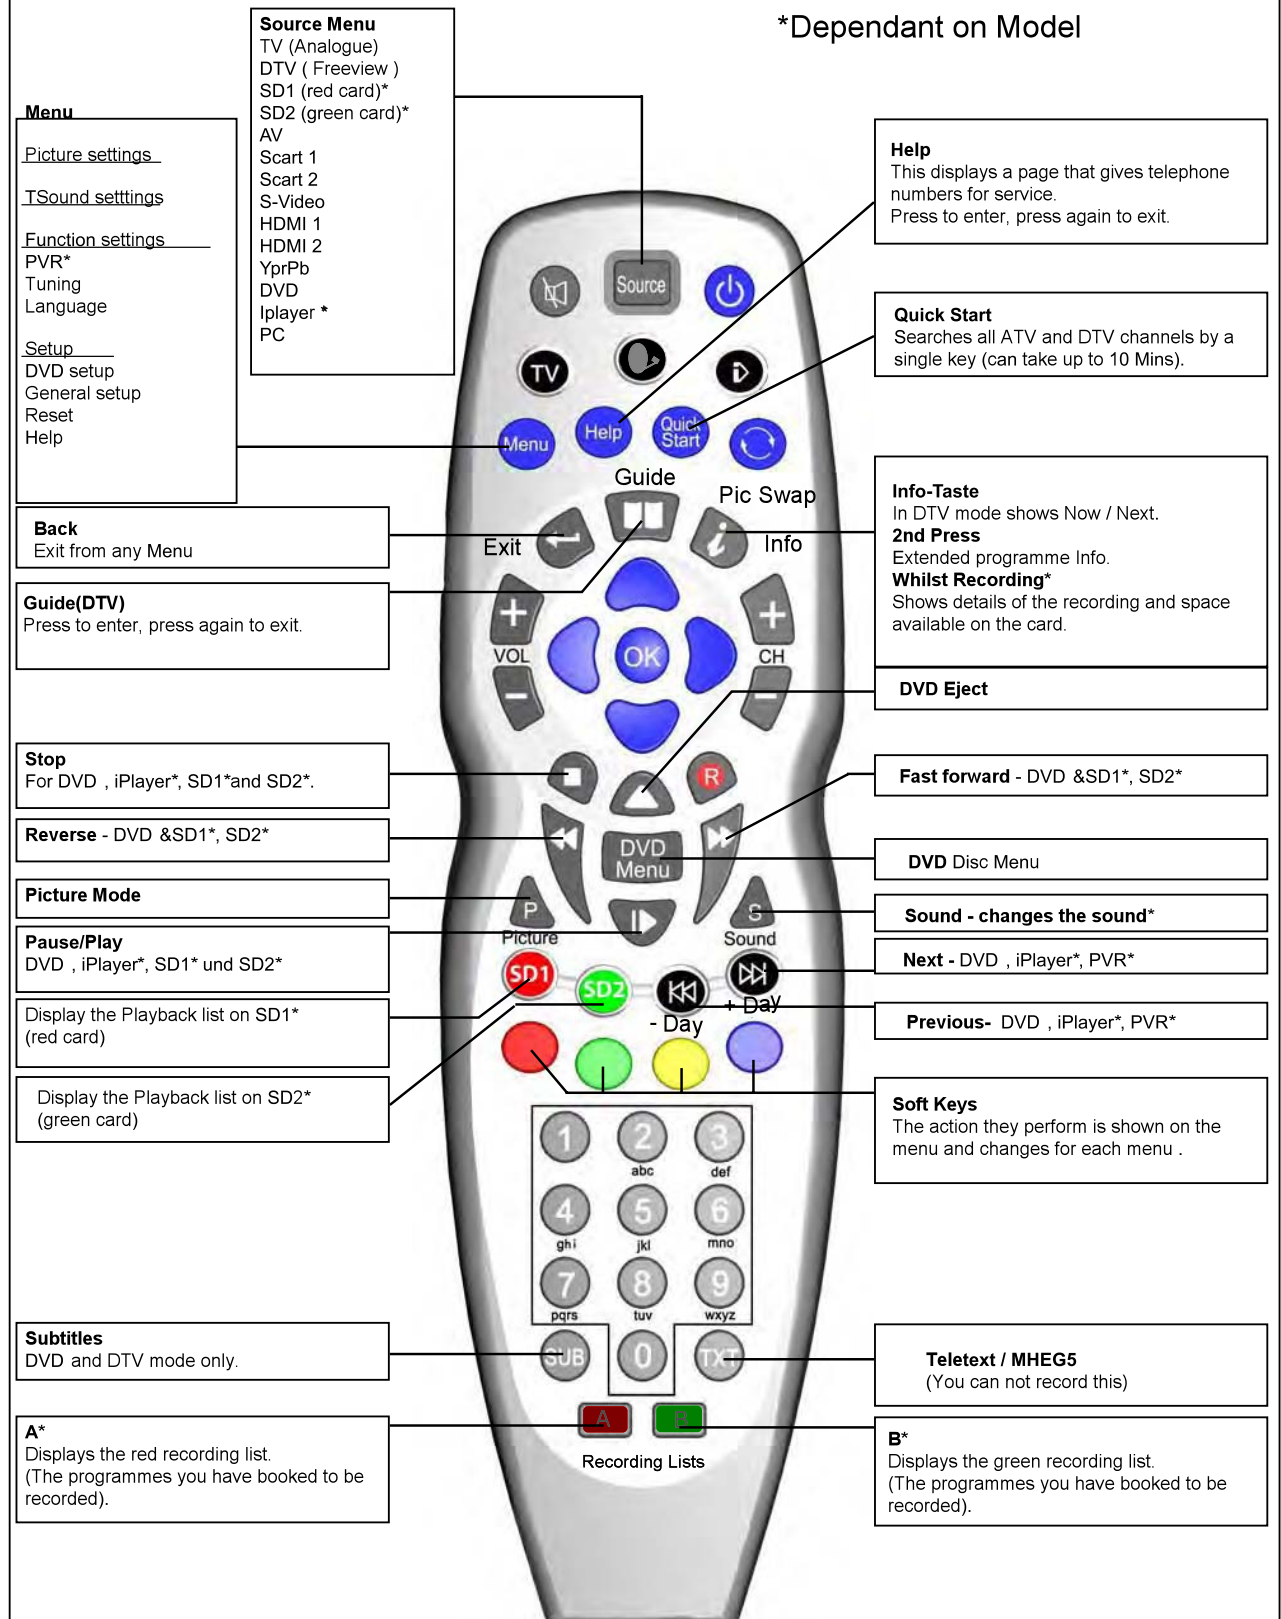 *Dependant on Model
Source Menu
TV (Analogue)
DTV ( Freeview )
SD1 (red card)*
SD2 (green card)*
AV
Scart 1
Scart 2
S-Video
HDMI 1
HDMI 2
YprPb
DVD
Iplayer *
PC
Menu
Picture settings
TSound setttings
Function settings
PVR*
Tuning
Language
Setup
DVD setup
General setup
Reset
Help
Back
Exit from any Menu
Guide(DTV)
Press to enter, press again to exit.
Stop
For DVD , iPlayer*, SD1*and SD2*.
Reverse - DVD &SD1*, SD2*
Picture Mode
Pause/Play
DVD , iPlayer*, SD1* und SD2*
Display the Playback list on SD1*
(red card)
Display the Playback list on SD2*
(green card)
Subtitles
DVD and DTV mode only.
A*
Displays the red recording list.
(The programmes you have booked to be
recorded).
Source
TV
Menu
Help
Quick
Start
Guide
Pic Swap
Exit
i
Info
+
+
VOL
OK
CH
-
-
R
DVD
Menu
P
S
Picture
Sound
SD1
SD2
- Day
+ Day
1
2
3
abc
def
4
5
6
ghi
jkl
mno
7
8
9
pqrs
tuv
wxyz
SUB
0
TXT
A
B
Recording Lists
Help
This displays a page that gives telephone
numbers for service.
Press to enter, press again to exit.
Quick Start
Searches all ATV and DTV channels by a
single key (can take up to 10 Mins).
Info-Taste
In DTV mode shows Now / Next.
2nd Press
Extended programme Info.
Whilst Recording*
Shows details of the recording and space
available on the card.
DVD Eject
Fast forward - DVD &SD1*, SD2*
DVD Disc Menu
Sound - changes the sound*
Next - DVD , iPlayer*, PVR*
Previous- DVD , iPlayer*, PVR*
Soft Keys
The action they perform is shown on the
menu and changes for each menu .
Teletext / MHEG5
(You can not record this)
B*
Displays the green recording list.
(The programmes you have booked to be
recorded).